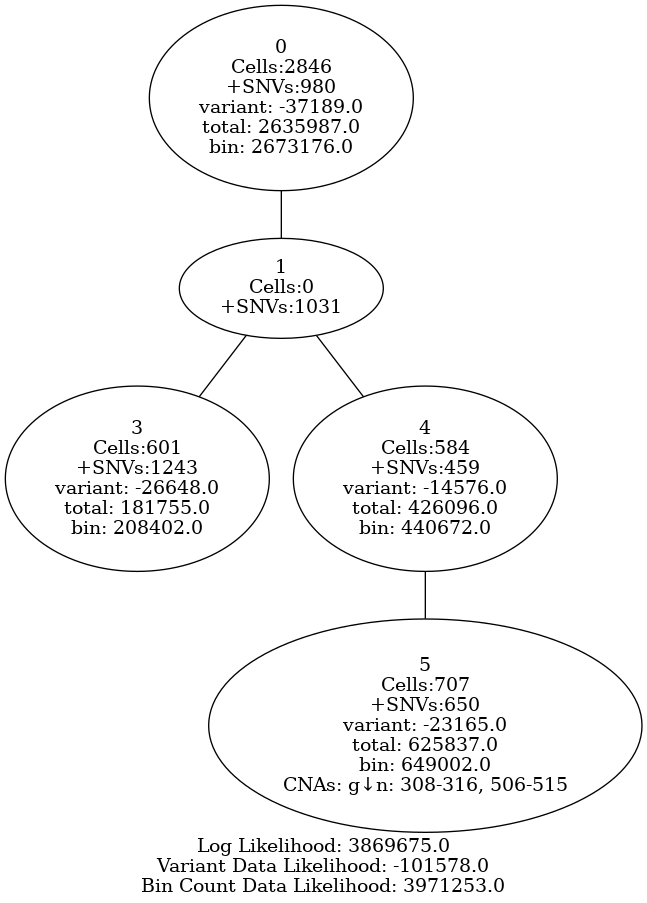 0
Cells:2846
+SNVs:980
variant: -37189.0
total: 2635987.0
bin: 2673176.0
1
Cells:0
+SNVs:1031
3
Cells:601
+SNVs:1243
variant: -26648.0
total: 181755.0
bin: 208402.0
4
Cells:584
+SNVs:459
variant: -14576.0
total: 426096.0
bin: 440672.0
5
Cells:707
+SNVs:650
variant: -23165.0
total: 625837.0
bin: 649002.0
CNAs: g↓n: 308-316, 506-515
Log Likelihood: 3869675.0
Variant Data Likelihood: -101578.0
Bin Count Data Likelihood: 3971253.0